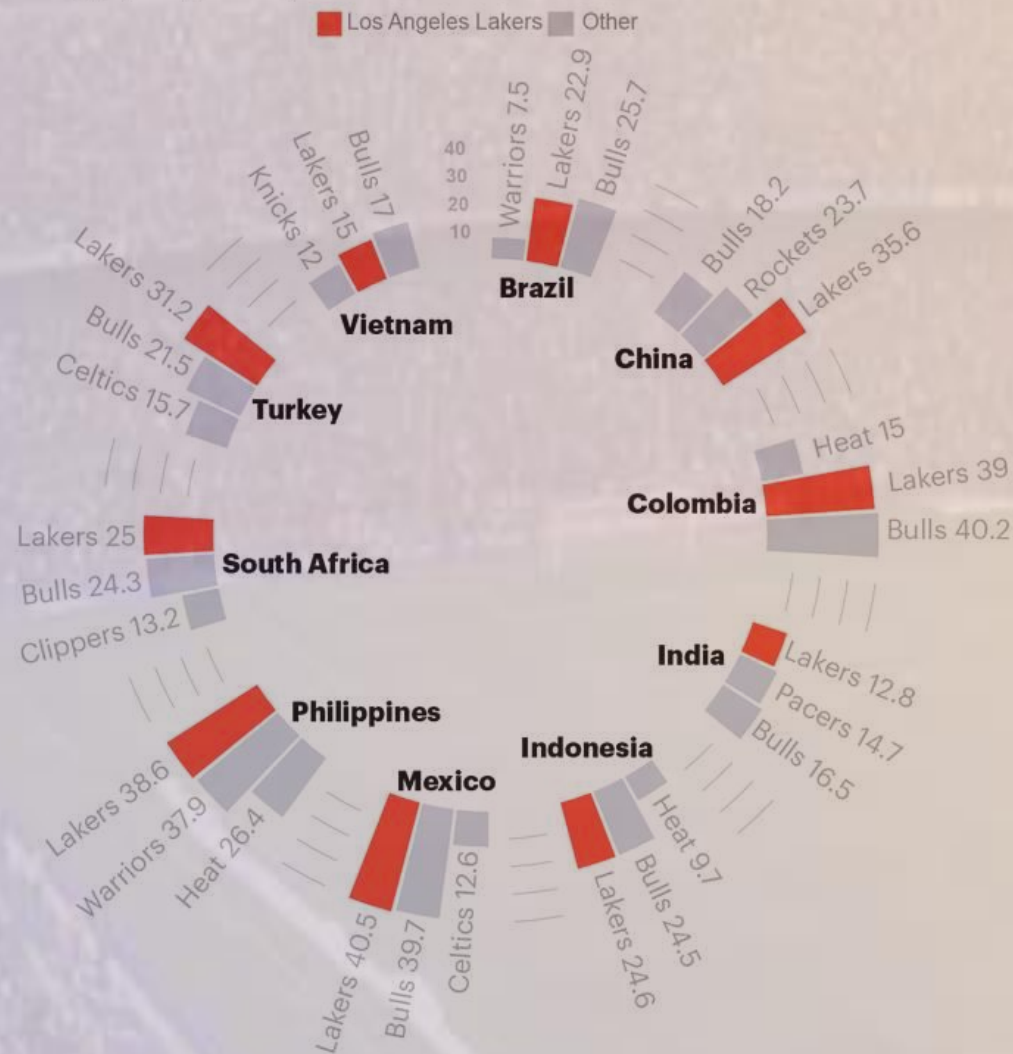 Los Angeles Lakers
Other
40
30
20
10
Warriors 7.5
Lakers 22.9
Bulls 25.7
Brazil
Bulls 18.2
Rockets 23.7
Lakers 35.6
China
Heat 15
Lakers 39
Bulls 40.2
Colombia
Lakers 12.8
Pacers 14.7
Bulls 16.5
India
Heat 9.7
Bulls 24.5
Lakers 24.6
Indonesia
Celtics 12.6
Bulls 39.7
Lakers 40.5
Mexico
Heat 26.4
Warriors 37.9
Lakers 38.6
Philippines
Clippers 13.2
Bulls 24.3
Lakers 25
South Africa
Celtics 15.7
Bulls 21.5
Lakers 31.2
Turkey
Knicks 12
Lakers 15
Bulls 17
Vietnam